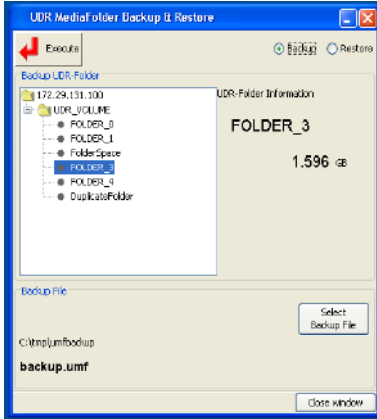 UDR MediaFolder Backup & Restore
Execute
Backup
Restore
Backup UDR-Folder
172.29.131.100
UDR_VOLUME
FOLDER_0
FOLDER_1
FolderSpace
FOLDER_3
FOLDER_4
DuplicateFolder
UDR-Folder Information
FOLDER_3
1.596 GB
Backup File
Select
Backup File
C:\tmp\umfbackup
backup.umf
Close window